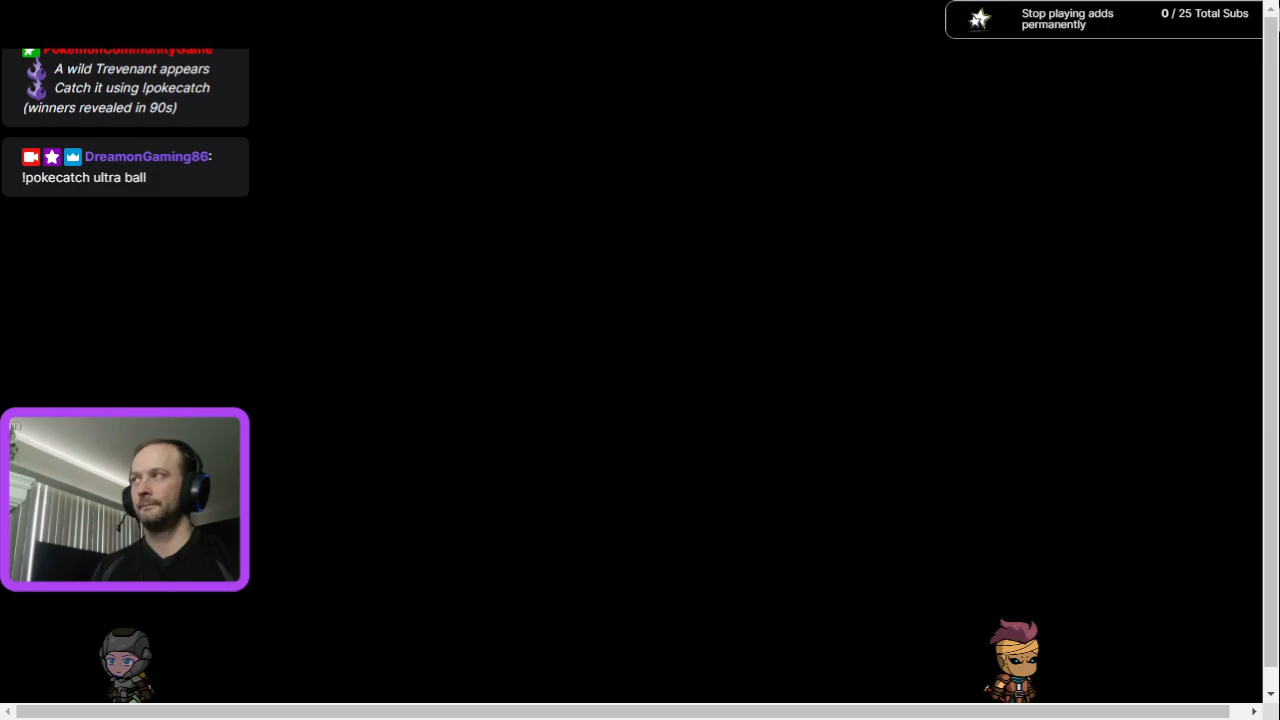 PokemonCommunityGame
A wild Trevenant appears
Catch it using !pokecatch
(winners revealed in 90s)
DreamonGaming86:
!pokecatch ultra ball
Stop playing adds
permanently
0 / 25 Total Subs